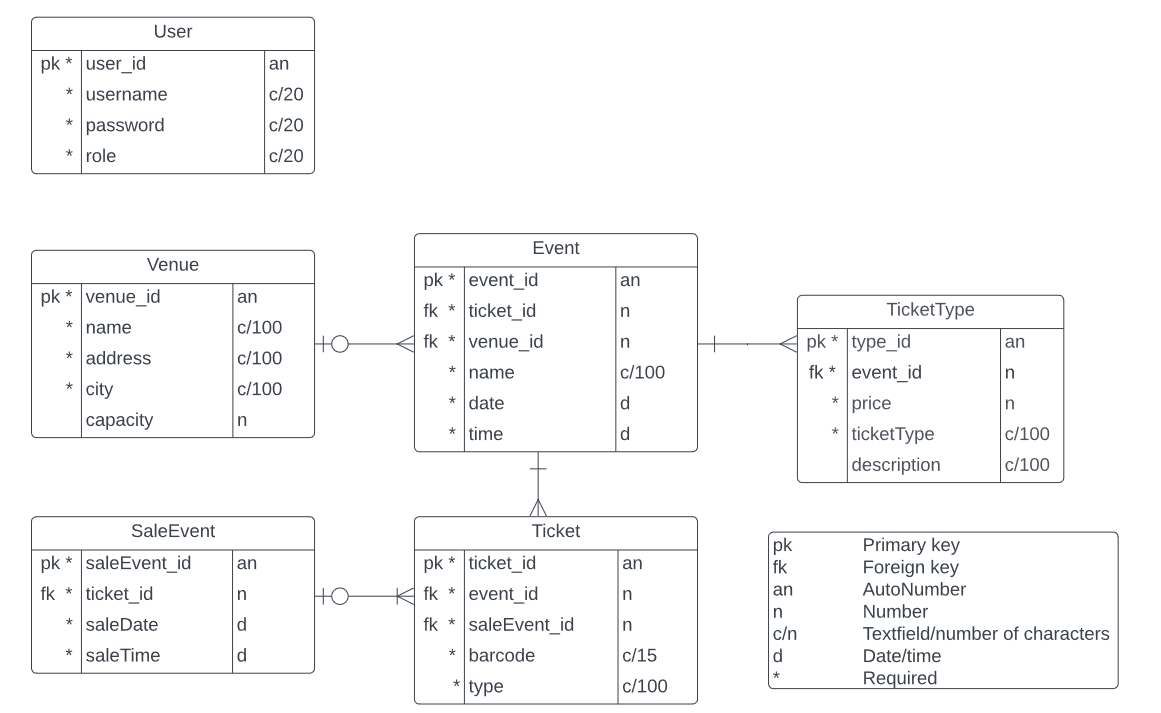 User
pk * user_id an
* username c/20
* password c/20
* role c/20
Venue
pk * venue_id an
* name c/100
* address c/100
* city c/100
capacity n
Event
pk * event_id an
fk * ticket_id n
fk * venue_id n
* name c/100
* date d
* time d
TicketType
pk * type_id an
fk * event_id n
* price n
* ticketType c/100
description c/100
SaleEvent
pk * saleEvent_id an
fk * ticket_id n
* saleDate d
* saleTime d
Ticket
pk * ticket_id an
fk * event_id n
fk * saleEvent_id n
* barcode c/15
* type c/100
pk Primary key
fk Foreign key
an AutoNumber
n Number
c/n Textfield/number of characters
d Date/time
* Required